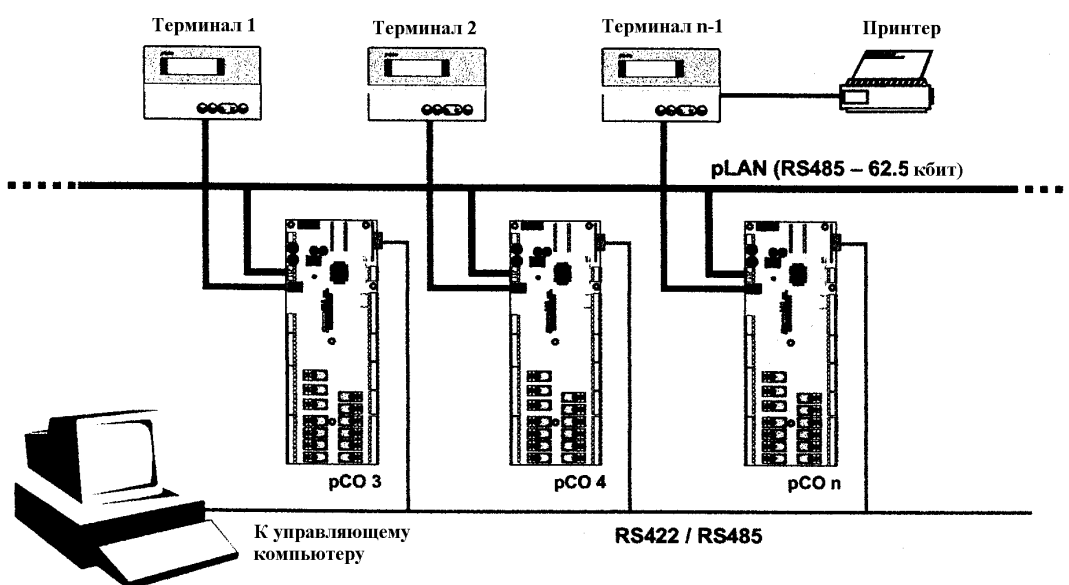 Терминал 1
Терминал 2
Терминал n-1
Принтер
pLAN (RS485 – 62.5 кбит)
pCO 3
pCO 4
pCO n
К управляющему
компьютеру
RS422 / RS485